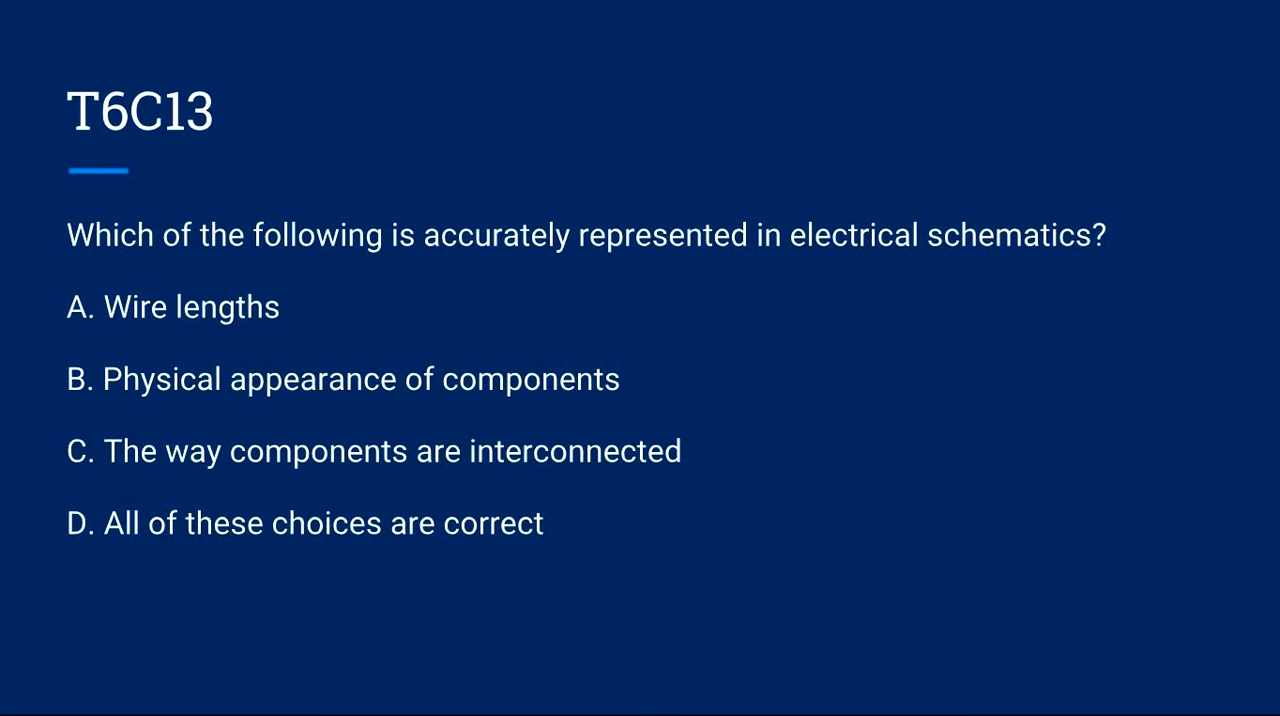 T6C13
Which of the following is accurately represented in electrical schematics?
A. Wire lengths
B. Physical appearance of components
C. The way components are interconnected
D. All of these choices are correct